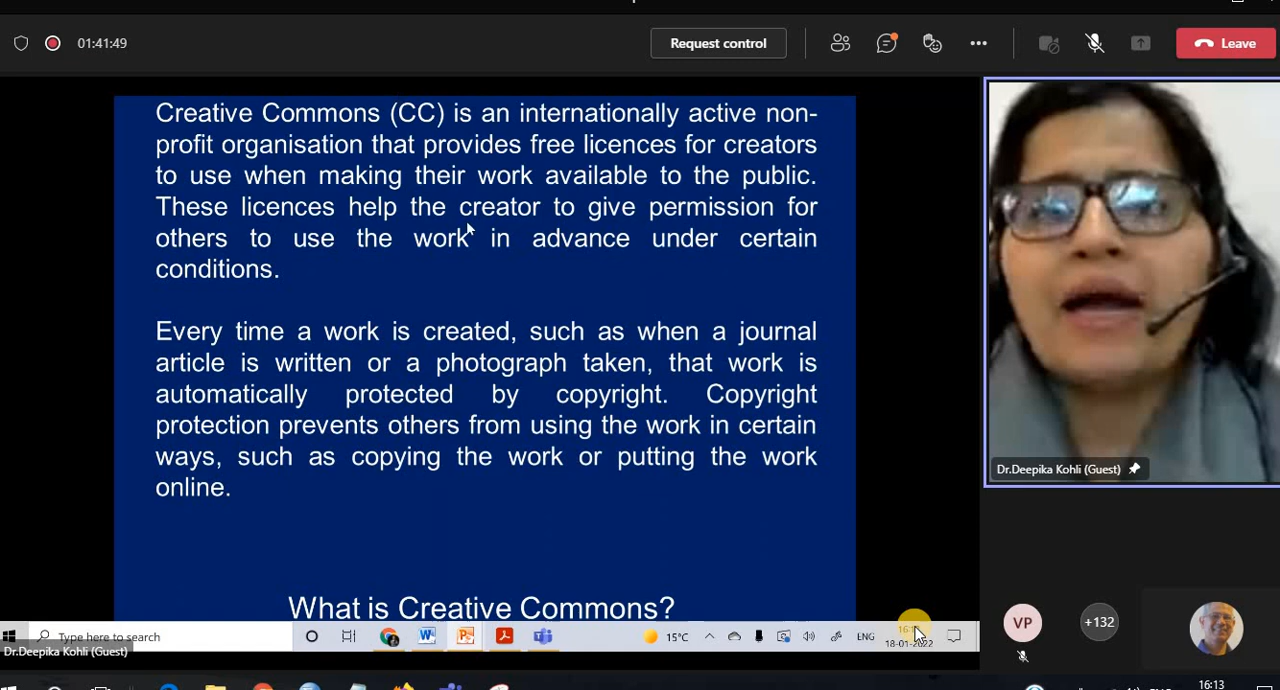 01:41:49
Request control
Leave
Creative Commons (CC) is an internationally active non-
profit organisation that provides free licences for creators
to use when making their work available to the public.
These licences help the creator to give permission for
others to use the work in advance under certain
conditions.
Every time a work is created, such as when a journal
article is written or a photograph taken, that work is
automatically protected by copyright. Copyright
protection prevents others from using the work in certain
ways, such as copying the work or putting the work
online.
What is Creative Commons?
Dr.Deepika Kohli (Guest)
VP
+132
Type here to search
15°C
ENG
18-01-2022
Dr.Deepika Kohli (Guest)
16:13